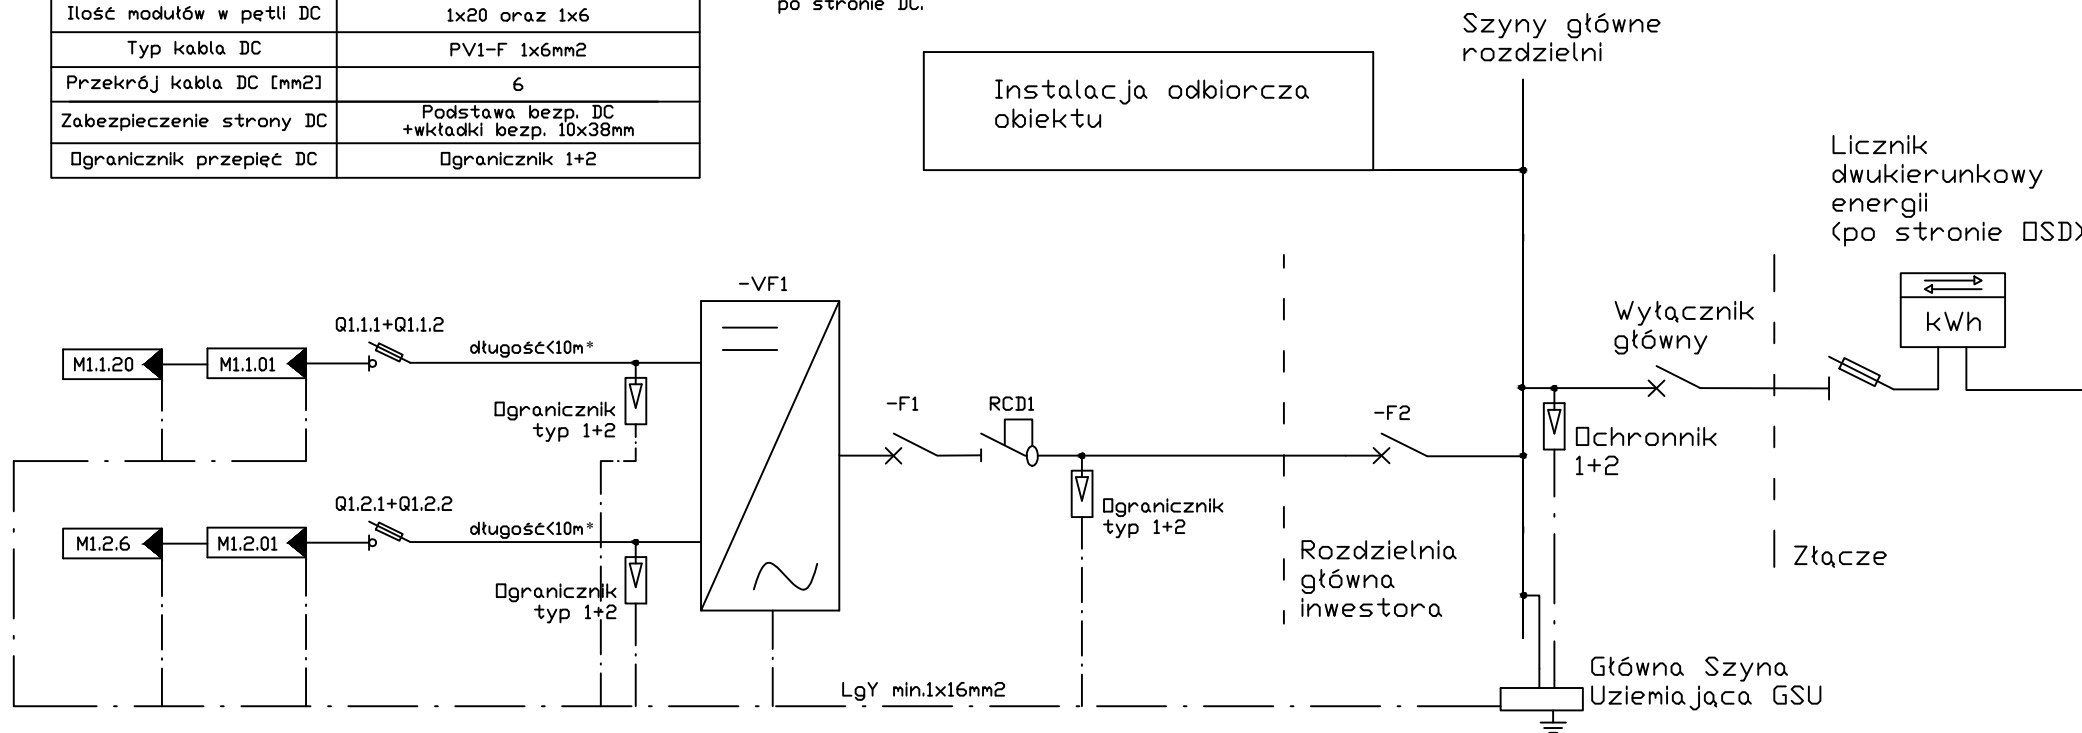 Ilość modułów w pętli DC
1x20 oraz 1x6
Typ kabla DC
PV1-F 1x6mm2
Przekrój kabla DC [mm2]
6
Zabezpieczenie strony DC
Podstawa bezp. DC
+wkładki bezp. 10x38mm
Ogranicznik przepięć DC
Ogranicznik 1+2
po stronie DC.
Szyny główne
rozdzielni
Instalacja odbiorcza
obiektu
Licznik
dwukierunkowy
energii
(po stronie OSD)
kWh
Wyłącznik
główny
-VF1
Q1.1.1+Q1.1.2
długość<10m*
M1.1.20
M1.1.01
Ogranicznik
typ 1+2
-F1
RCD1
-F2
Ochronnik
1+2
Q1.2.1+Q1.2.2
długość<10m*
M1.2.6
M1.2.01
Ogranicznik
typ 1+2
Ogranicznik
typ 1+2
Rozdzielnia
główna
inwestora
Złącze
LgY min.1x16mm2
Główna Szyna
Uziemiająca GSU